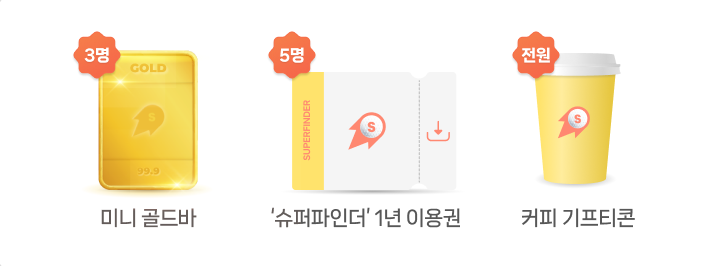 3명
GOLD
S
99.9
미니 골드바
5명
SUPERFINDER
S
'슈퍼파인더' 1년 이용권
전원
S
커피 기프티콘